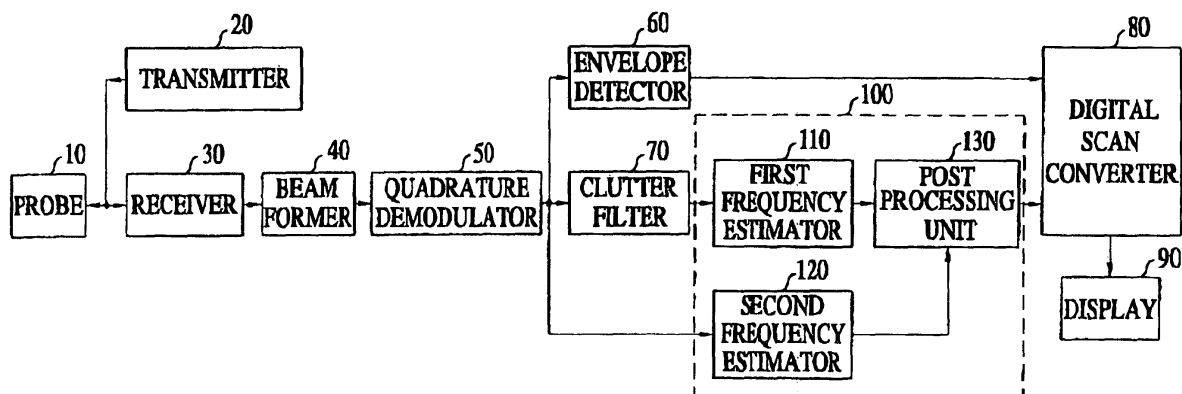 20
TRANSMITTER
10
PROBE
30
RECEIVER
40
BEAM
FORMER
50
QUADRATURE
DEMODULATOR
60
ENVELOPE
DETECTOR
70
CLUTTER
FILTER
100
110
FIRST
FREQUENCY
ESTIMATOR
120
SECOND
FREQUENCY
ESTIMATOR
130
POST
PROCESSING
UNIT
80
DIGITAL
SCAN
CONVERTER
90
DISPLAY